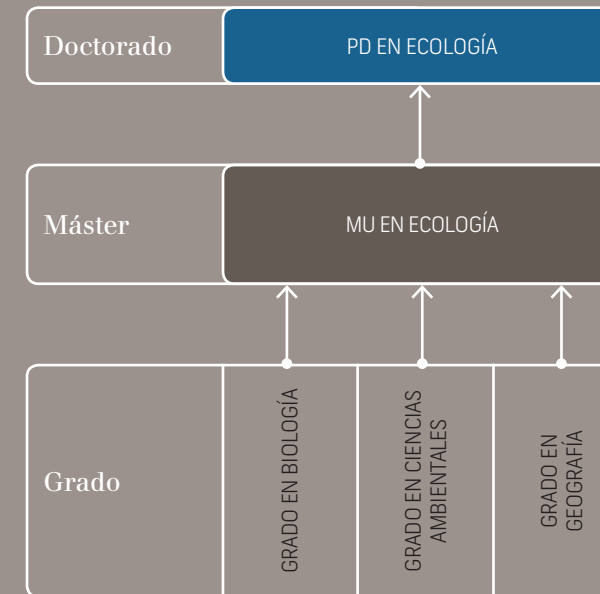 Doctorado
PD EN ECOLOGÍA
Máster
MU EN ECOLOGÍA
Grado
GRADO EN BIOLOGÍA
GRADO EN CIENCIAS
AMBIENTALES
GRADO EN
GEOGRAFÍA